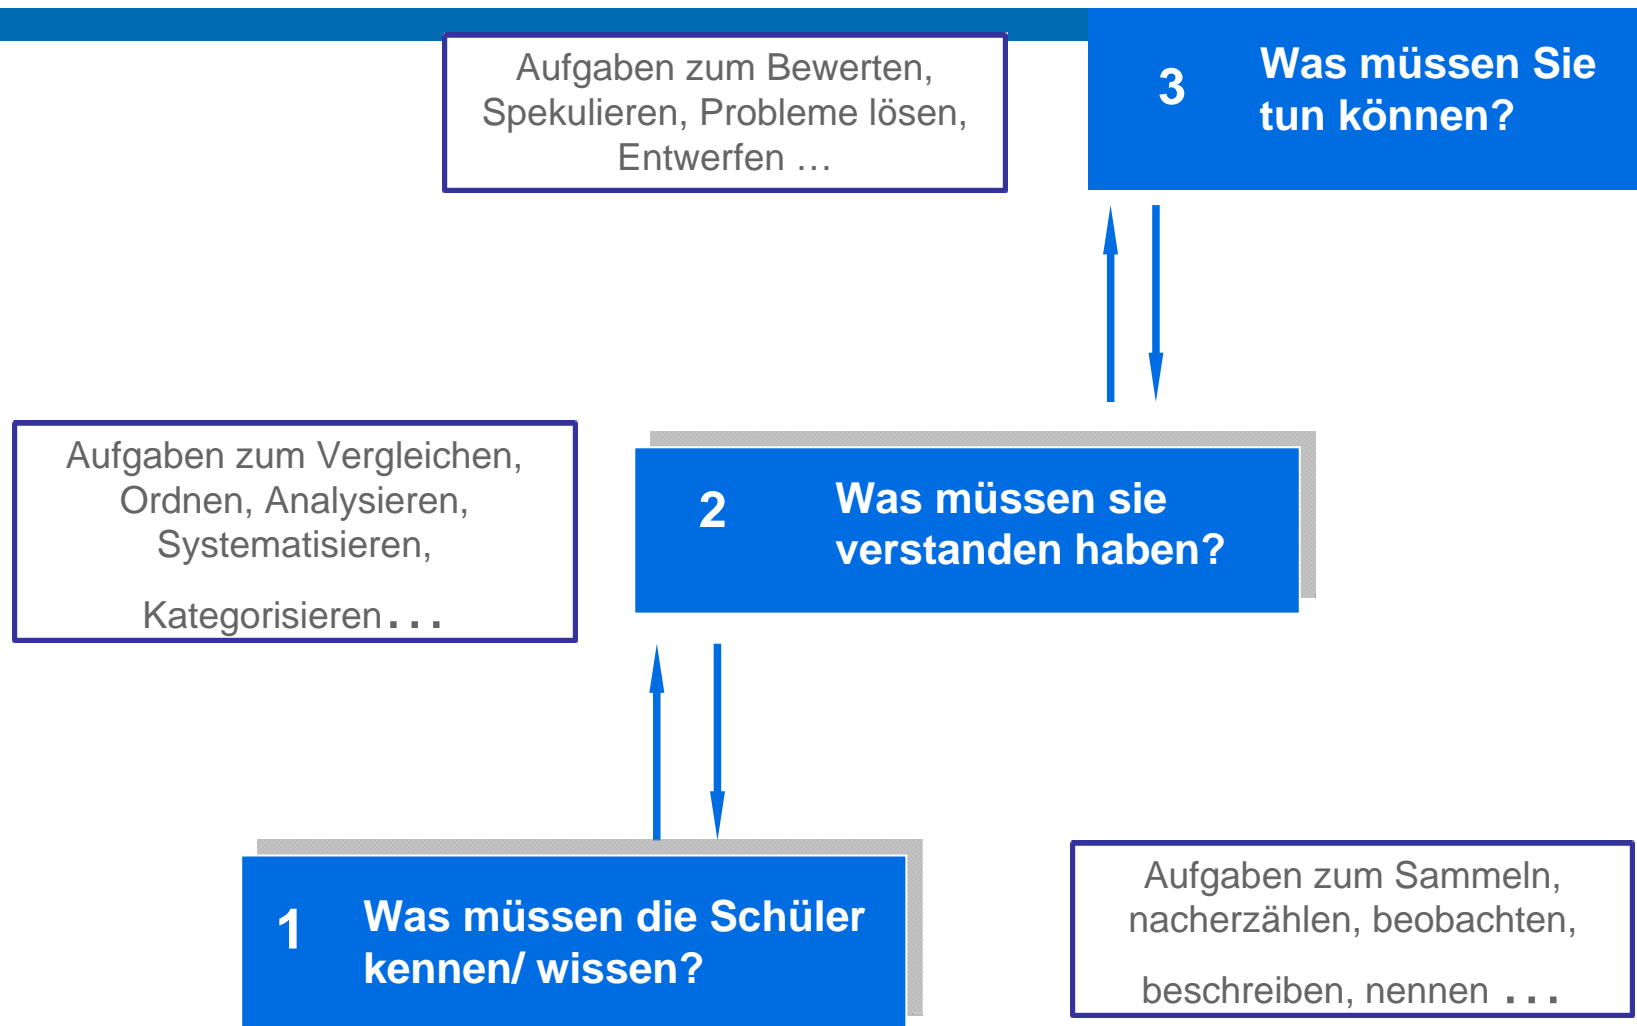 Aufgaben zum Bewerten,
Spekulieren, Probleme lösen,
Entwerfen …
3
Was müssen Sie
tun können?
Aufgaben zum Vergleichen,
Ordnen, Analysieren,
Systematisieren,
Kategorisieren...
2
Was müssen sie
verstanden haben?
1
Was müssen die Schüler
kennen/ wissen?
Aufgaben zum Sammeln,
nacherzählen, beobachten,
beschreiben, nennen ...